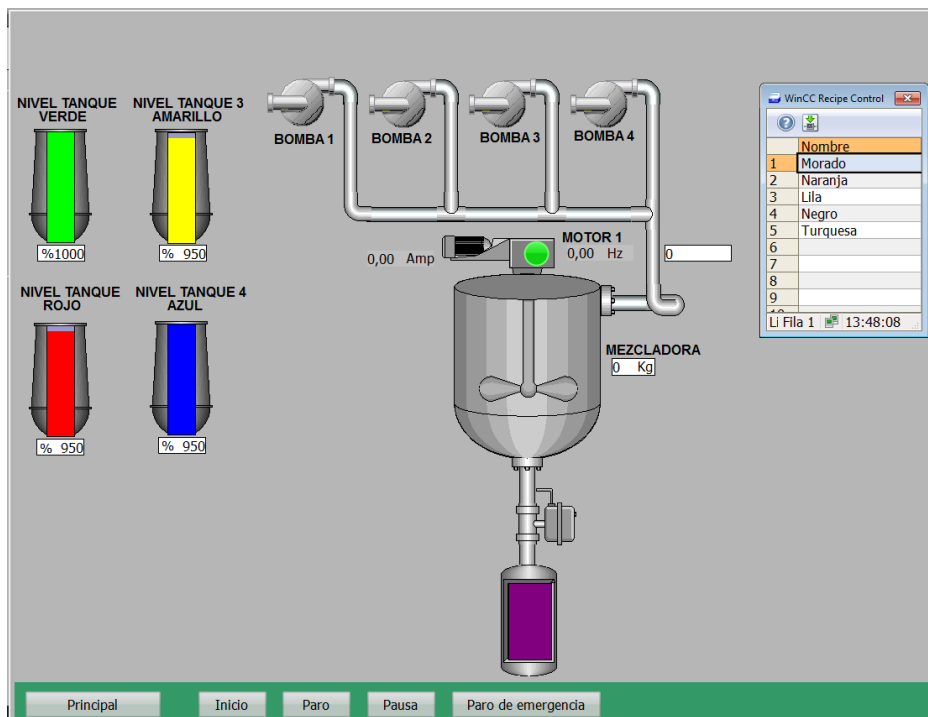 NIVEL TANQUE
VERDE
%1000
NIVEL TANQUE 3
AMARILLO
% 950
NIVEL TANQUE
ROJO
% 950
NIVEL TANQUE 4
AZUL
% 950
BOMBA 1
BOMBA 2
BOMBA 3
BOMBA 4
MOTOR 1
0,00 Amp
0,00 Hz
0
MEZCLADORA
0 Kg
WinCC Recipe Control
Nombre
1 Morado
2 Naranja
3 Lila
4 Negro
5 Turquesa
6
7
8
9
Li Fila 1 13:48:08
Principal Inicio Paro Pausa Paro de emergencia